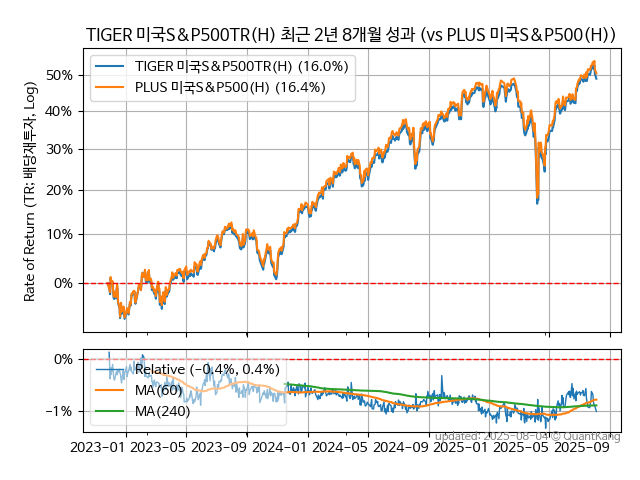 TIGER 미국S&P500TR(H) 최근 2년 8개월 성과 (vs PLUS 미국S&P500(H))
Rate of Return (TR: 배당재투자, Log)
TIGER 미국S&P500TR(H) (16.0%)
PLUS 미국S&P500(H) (16.4%)
50%
40%
30%
20%
10%
0%
0%
−1%
Relative (−0.4%, 0.4%)
MA(60)
MA(240)
updated: 2025-08-04 © QuantKang
2023−01 2023−05 2023−09 2024−01 2024−05 2024−09 2025−01 2025−05 2025−09